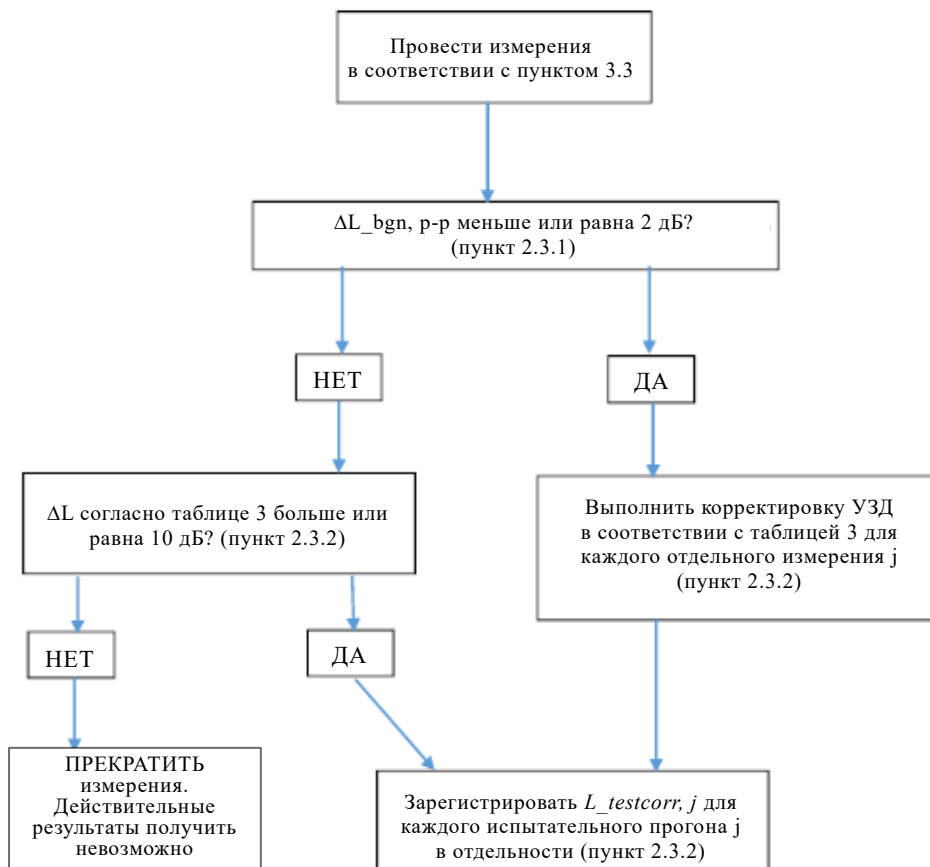 Провести измерения
в соответствии с пунктом 3.3
ΔL_bgn, p-p меньше или равна 2 дБ?
(пункт 2.3.1)
НЕТ
ДА
ΔL согласно таблице 3 больше или
равна 10 дБ? (пункт 2.3.2)
Выполнить корректировку УЗД
в соответствии с таблицей 3 для
каждого отдельного измерения j
(пункт 2.3.2)
НЕТ
ДА
ПРЕКРАТИТЬ
измерения.
Действительные
результаты получить
невозможно
Зарегистрировать L_testcorr, j для
каждого испытательного прогона j
в отдельности (пункт 2.3.2)